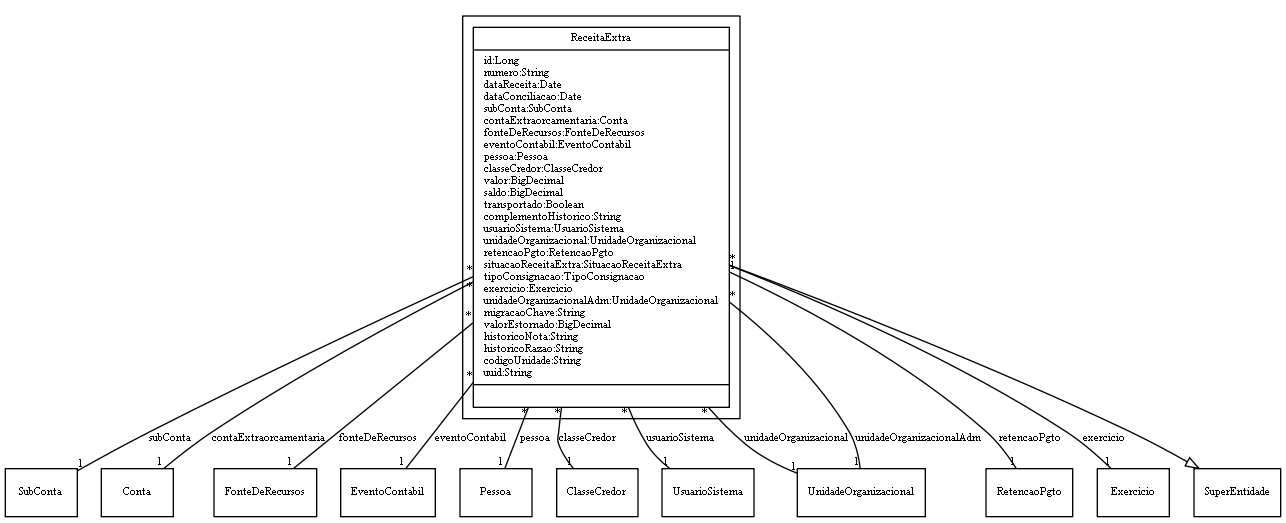 ReceitaExtra
id:Long
numero:String
dataReceita:Date
dataConciliacao:Date
subConta:SubConta
contaExtraorcamentaria:Conta
fonteDeRecursos:FonteDeRecursos
eventoContabil:EventoContabil
pessoa:Pessoa
classeCredor:ClasseCredor
valor:BigDecimal
saldo:BigDecimal
transportado:Boolean
complementoHistorico:String
usuarioSistema:UsuarioSistema
unidadeOrganizacional:UnidadeOrganizacional
retencaoPgto:RetencaoPgto
situacaoReceitaExtra:SituacaoReceitaExtra
tipoConsignacao:TipoConsignacao
exercicio:Exercicio
unidadeOrganizacionalAdm:UnidadeOrganizacional
migracaoChave:String
valorEstornado:BigDecimal
historicoNota:String
historicoRazao:String
codigoUnidade:String
uuid:String
* *
* 1
*
* *
*
* * * *
subConta contaExtraorcamentaria fonteDeRecursos eventoContabil pessoa classeCredor usuarioSistema unidadeOrganizacional unidadeOrganizacionalAdm retencaoPgto exercicio
1 1 1 1 1 1 1 1 1 1 1
SubConta Conta FonteDeRecursos EventoContabil Pessoa ClasseCredor UsuarioSistema UnidadeOrganizacional RetencaoPgto Exercicio SuperEntidade